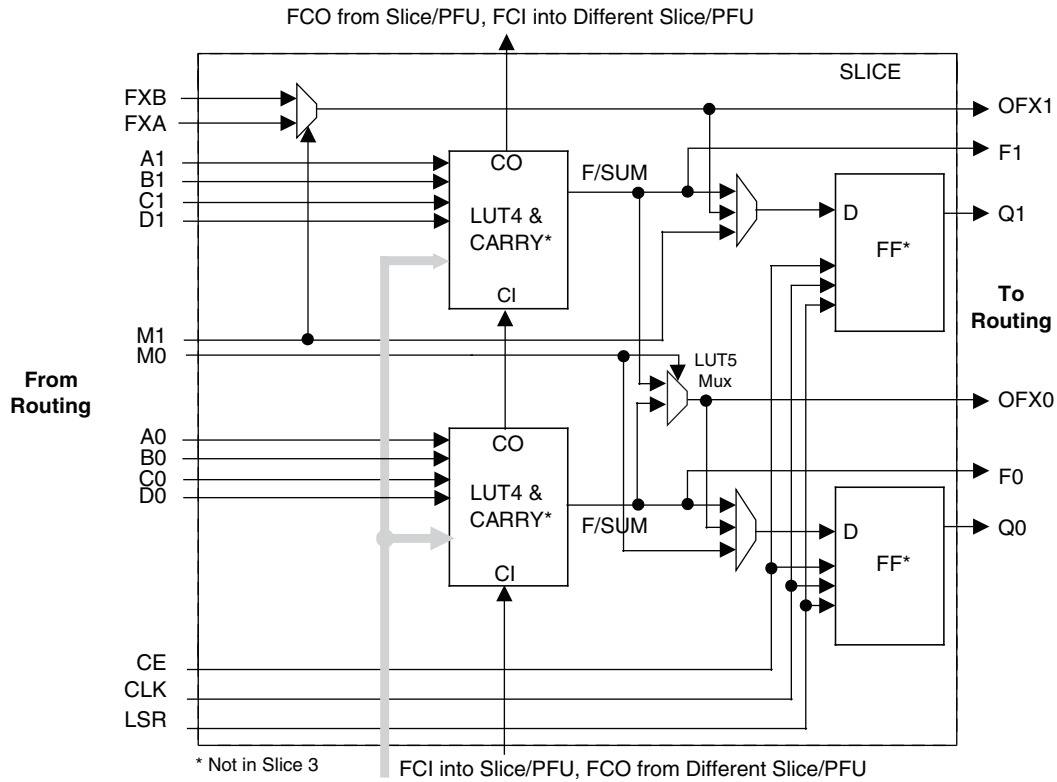 FCO from Slice/PFU, FCI into Different Slice/PFU
SLICE
FXB
FXA
OFX1
A1
B1
C1
D1
CO
LUT4 &
CARRY*
CI
F/SUM
F1
D
FF*
Q1
To
Routing
M1
M0
From
Routing
LUT5
Mux
OFX0
A0
B0
C0
D0
CO
LUT4 &
CARRY*
CI
F/SUM
F0
D
FF*
Q0
CE
CLK
LSR
* Not in Slice 3
FCI into Slice/PFU, FCO from Different Slice/PFU